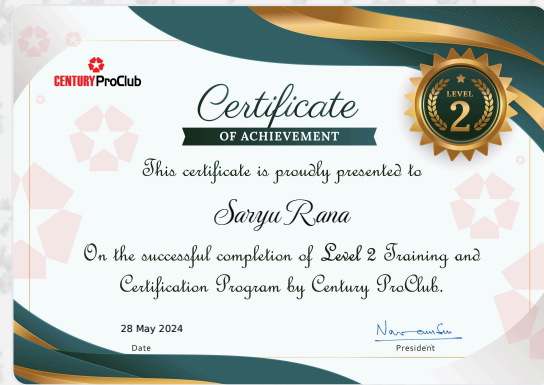 CENTURY ProClub
Certificate
OF ACHIEVEMENT
LEVEL
2
This certificate is proudly presented to
Saryu Rana
On the successful completion of Level 2 Training and
Certification Program by Century ProClub.
28 May 2024
Date
President